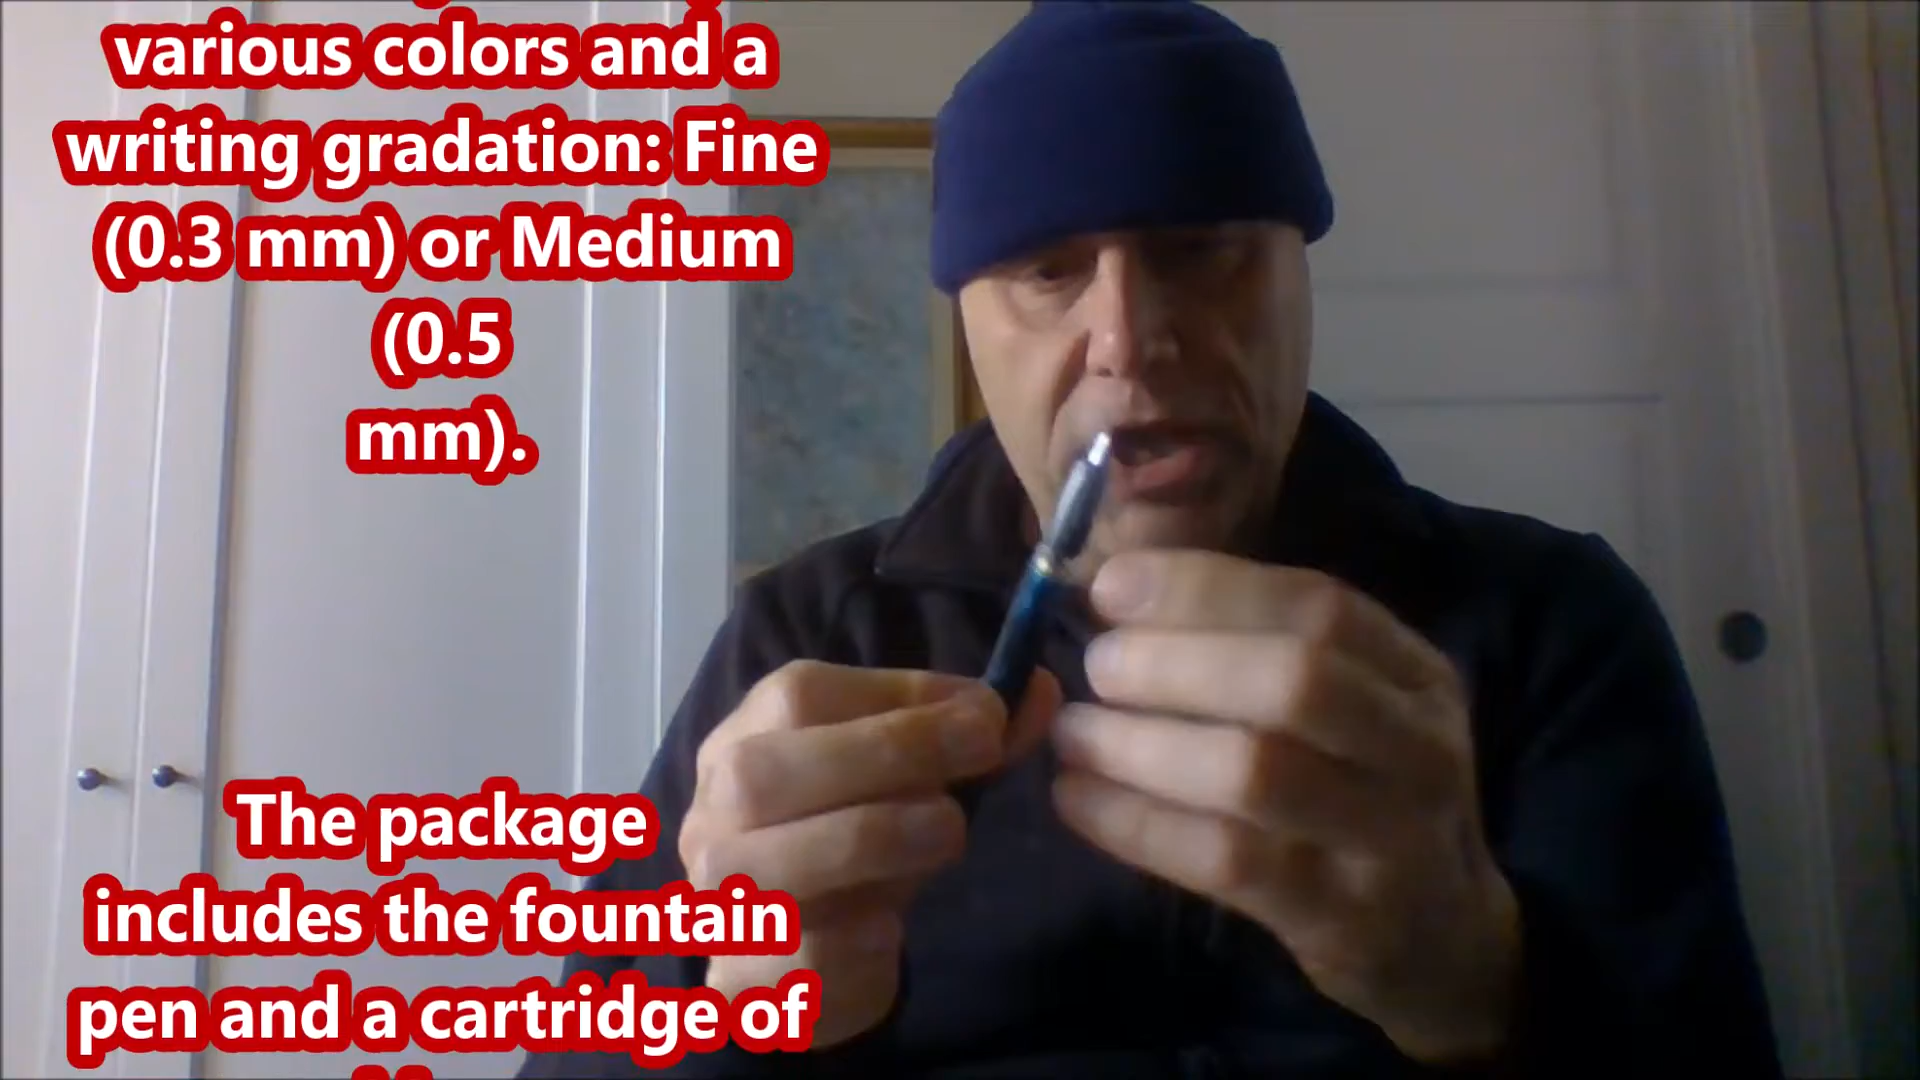 various colors and a
writing gradation: Fine
(0.3 mm) or Medium
(0.5
mm).
The package
includes the fountain
pen and a cartridge of